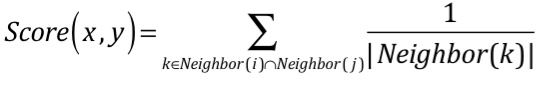 Score(x,y)= ∑ k∈Neighbor(i)∩Neighbor(j) 1/|Neighbor(k)|